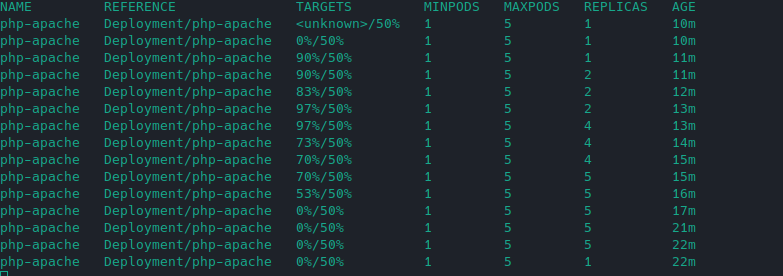 NAME REFERENCE TARGETS MINPODS MAXPODS REPLICAS AGE
php-apache Deployment/php-apache <unknown>/50% 1 5 1 10m
php-apache Deployment/php-apache 0%/50% 1 5 1 10m
php-apache Deployment/php-apache 90%/50% 1 5 1 11m
php-apache Deployment/php-apache 90%/50% 1 5 2 11m
php-apache Deployment/php-apache 83%/50% 1 5 2 12m
php-apache Deployment/php-apache 97%/50% 1 5 2 13m
php-apache Deployment/php-apache 97%/50% 1 5 4 13m
php-apache Deployment/php-apache 73%/50% 1 5 4 14m
php-apache Deployment/php-apache 70%/50% 1 5 4 15m
php-apache Deployment/php-apache 70%/50% 1 5 5 15m
php-apache Deployment/php-apache 53%/50% 1 5 5 16m
php-apache Deployment/php-apache 0%/50% 1 5 5 17m
php-apache Deployment/php-apache 0%/50% 1 5 5 21m
php-apache Deployment/php-apache 0%/50% 1 5 5 22m
php-apache Deployment/php-apache 0%/50% 1 5 1 22m